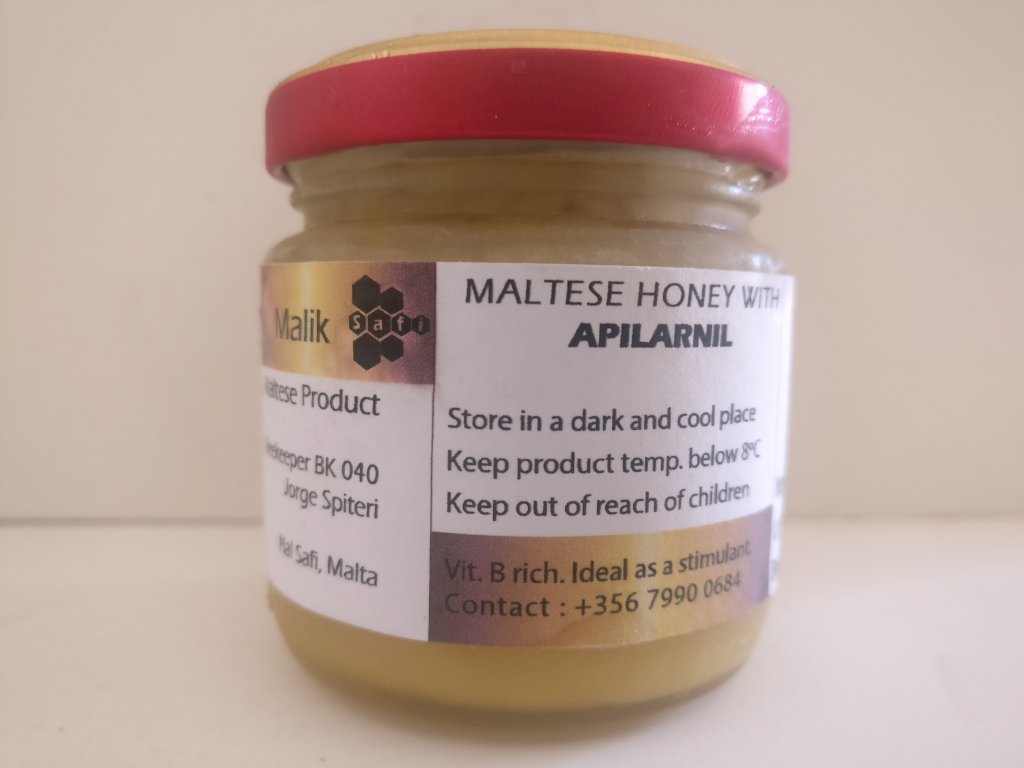 Malik
Safi
Maltese Product
Beekeeper BK 040
Jorge Spiteri
Hal Safi, Malta
MALTESE HONEY WITH
APILARNIL
Store in a dark and cool place
Keep product temp. below 8ºC
Keep out of reach of children
Vit. B rich. Ideal as a stimulant.
Contact : +356 7990 0684